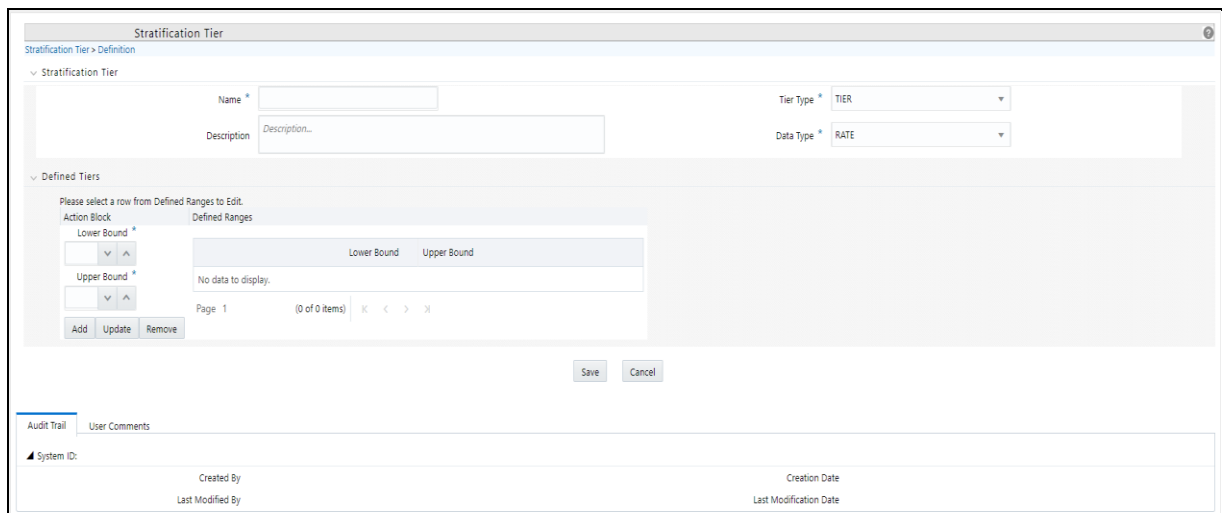 Stratification Tier
Stratification Tier > Definition
Stratification Tier
Name * Tier Type * TIER
Description Description... Data Type * RATE
Defined Tiers
Please select a row from Defined Ranges to Edit.
Action Block Defined Ranges
Lower Bound *
Lower Bound Upper Bound
Upper Bound *
No data to display.
Page 1 (0 of 0 items)
Add Update Remove
Save Cancel
Audit Trail User Comments
System ID:
Created By Creation Date
Last Modified By Last Modification Date